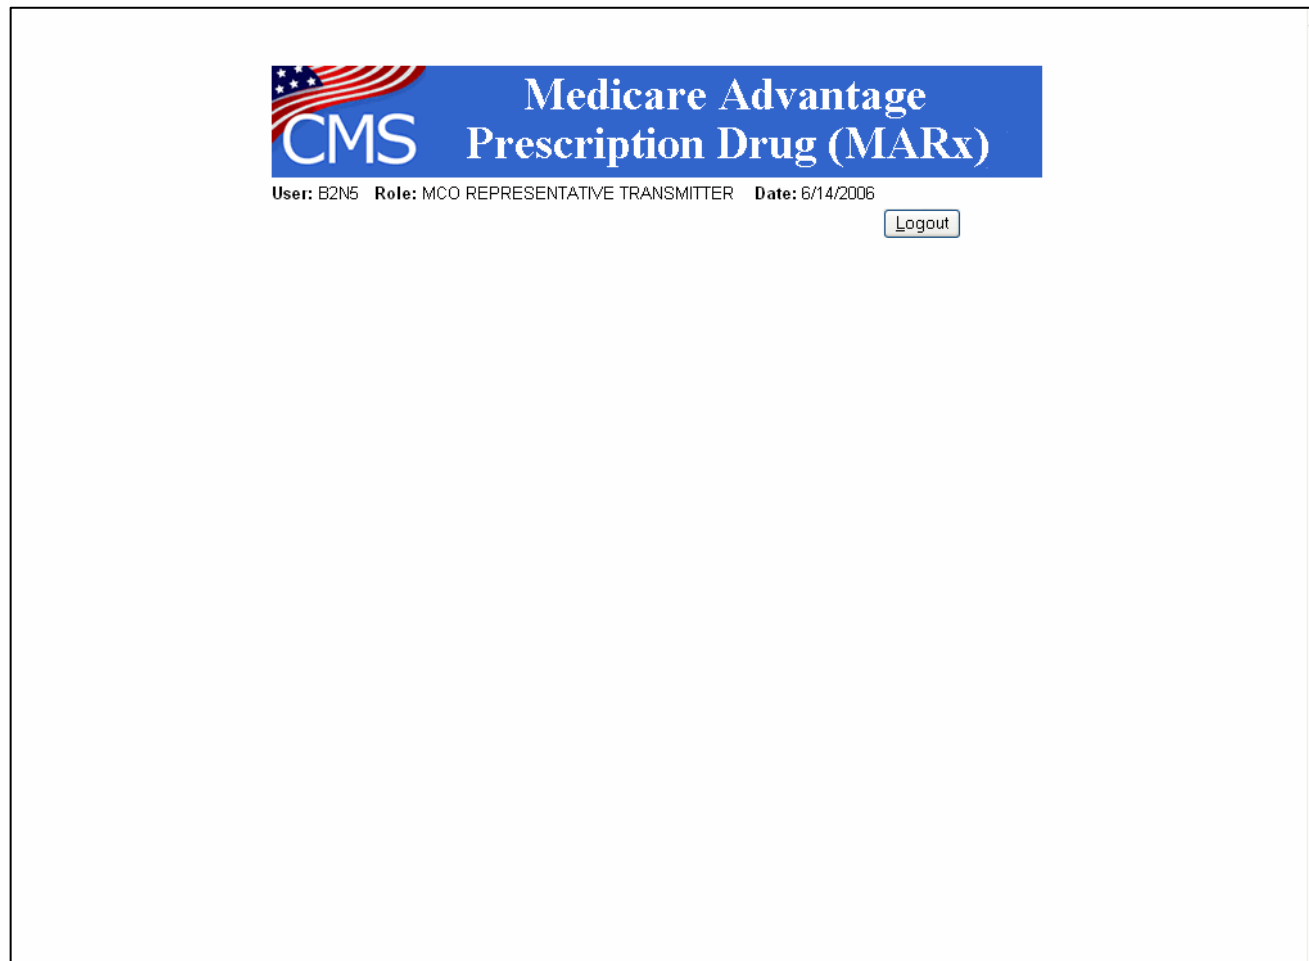 CMS
Medicare Advantage
Prescription Drug (MARx)
User: B2N5 Role: MCO REPRESENTATIVE TRANSMITTER Date: 6/14/2006
Logout